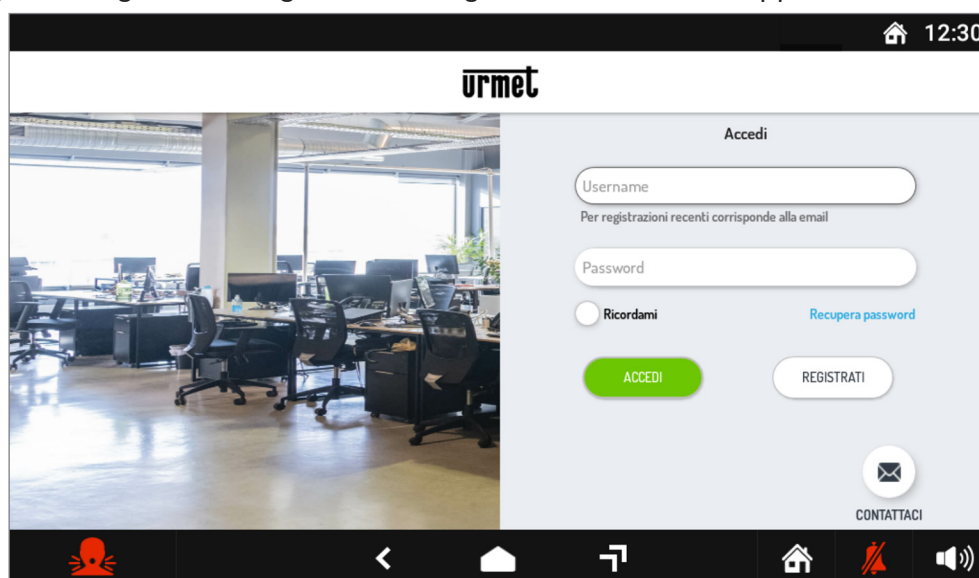 12:30
urmet
Accedi
Username
Per registrazioni recenti corrisponde alla email
Password
Ricordami
Recupera password
ACCEDI
REGISTRATI
CONTATTACI